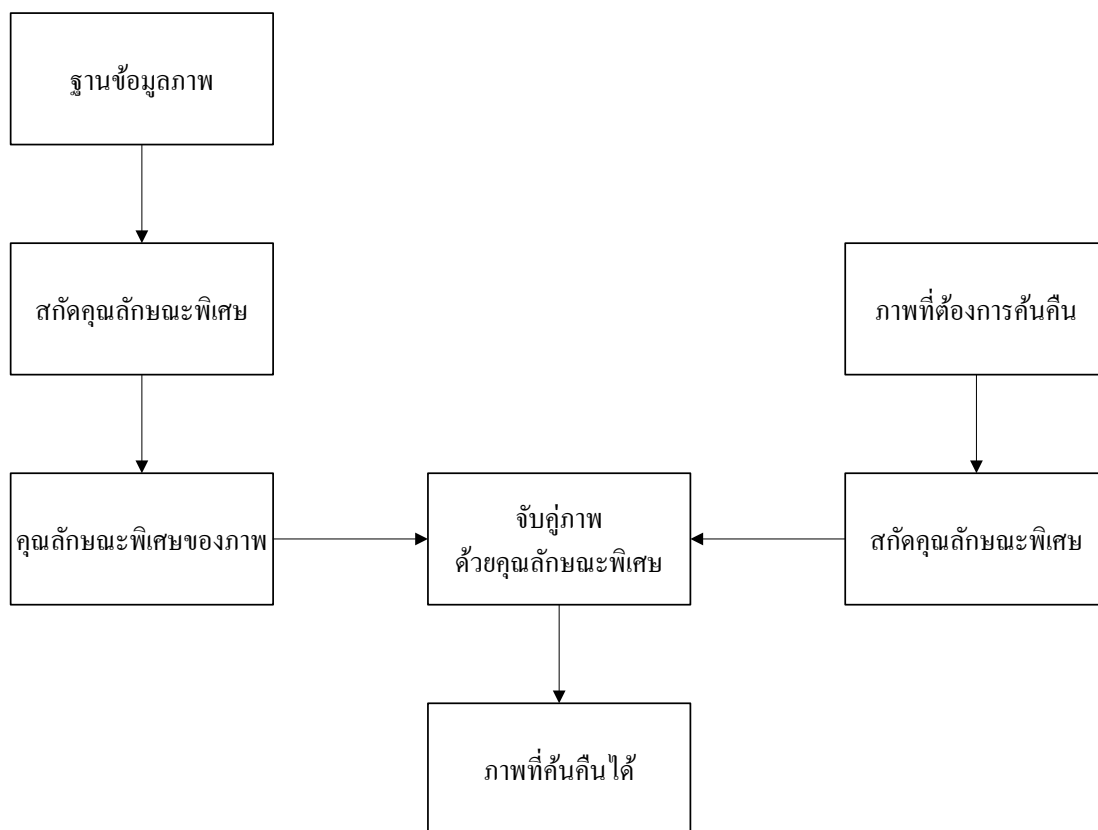 ฐานข้อมูลภาพ
สกัดคุณลักษณะพิเศษ
ภาพที่ต้องการค้นคืน
คุณลักษณะพิเศษของภาพ
จับคู่ภาพ
ด้วยคุณลักษณะพิเศษ
สกัดคุณลักษณะพิเศษ
ภาพที่ค้นคืนได้